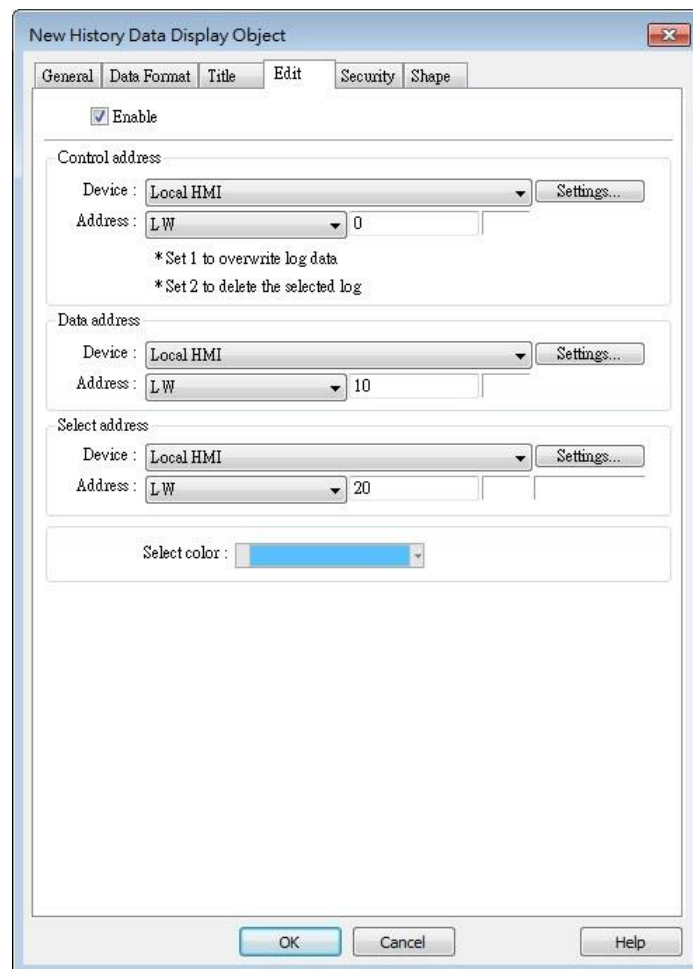 New History Data Display Object
General Data Format Title Edit Security Shape
Enable
Control address
Device : Local HMI Settings...
Address : LW 0
* Set 1 to overwrite log data
* Set 2 to delete the selected log
Data address
Device : Local HMI Settings...
Address : LW 10
Select address
Device : Local HMI Settings...
Address : LW 20
Select color :
OK Cancel Help